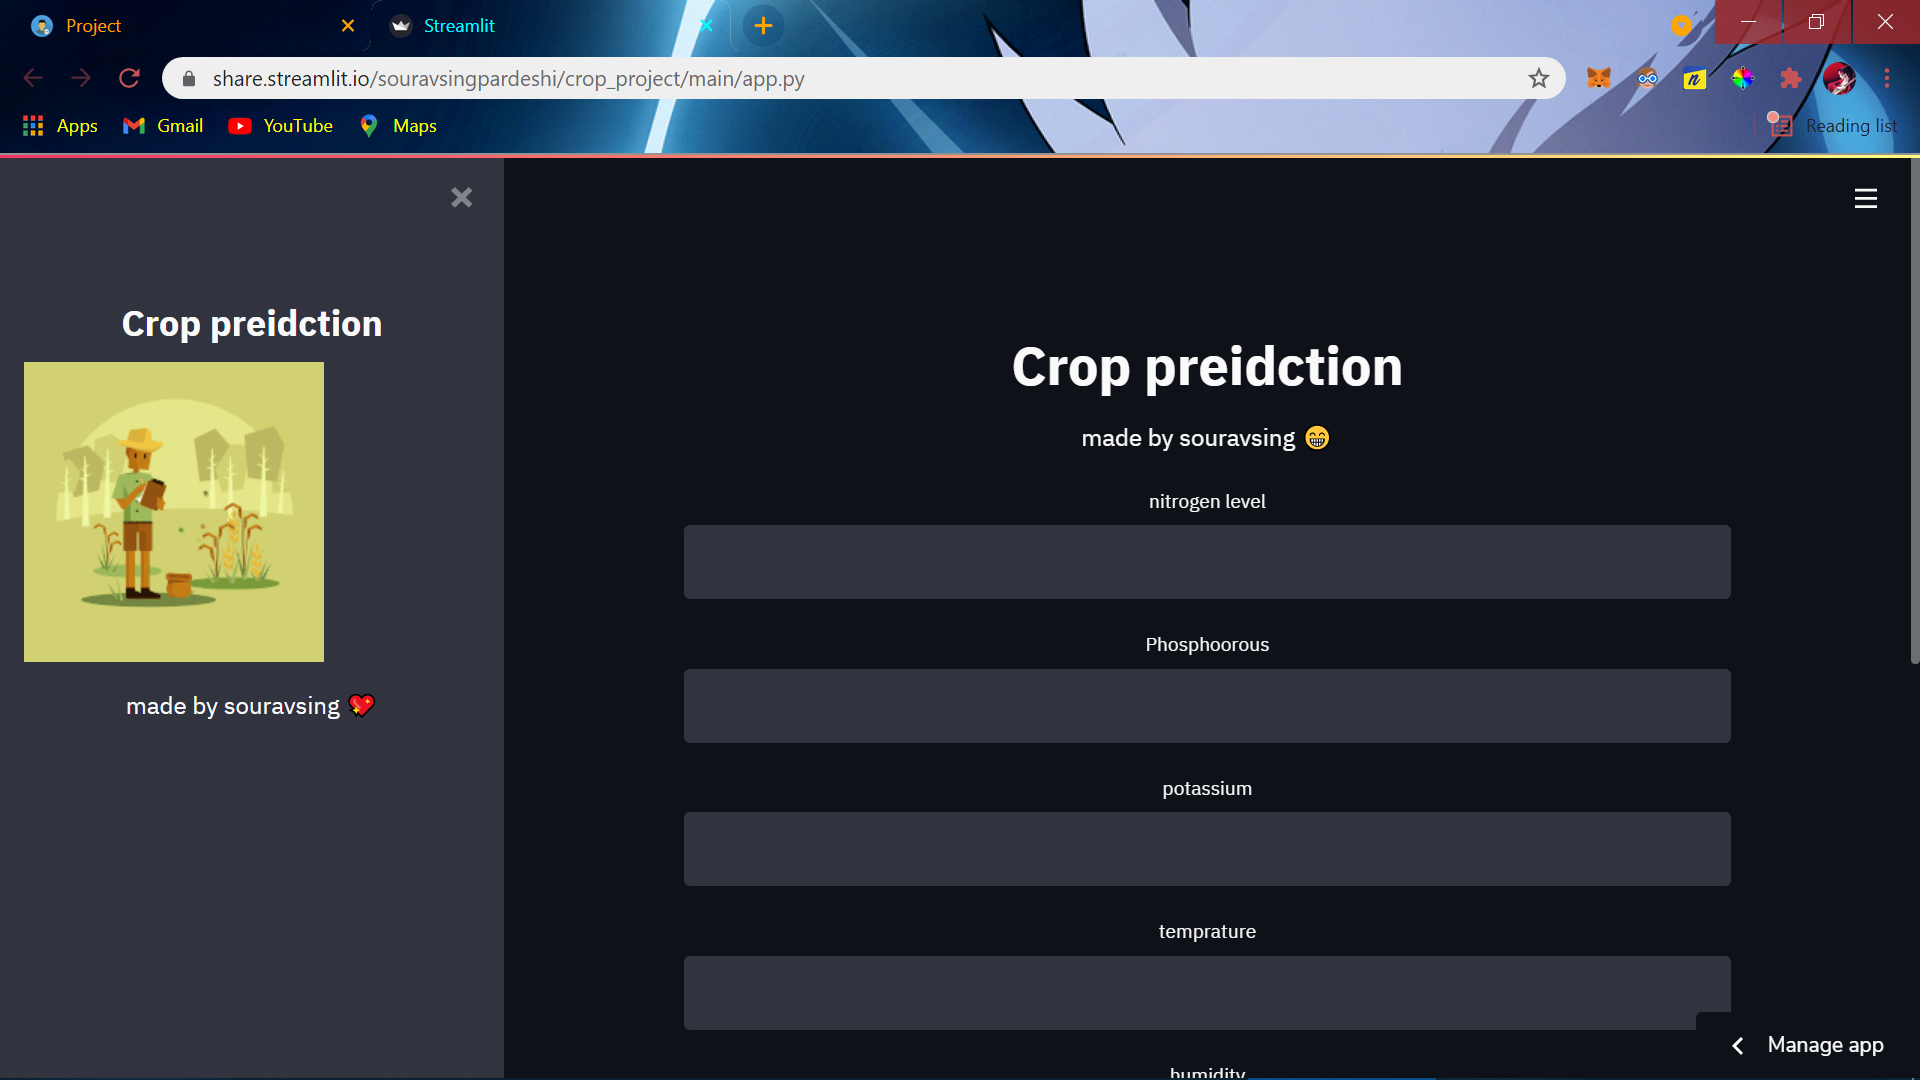 Project
Streamlit
share.streamlit.io/souravsingpardeshi/crop_project/main/app.py
Apps Gmail YouTube Maps
Reading list
Crop preidction
made by souravsing 💖
Crop preidction
made by souravsing 😁
nitrogen level
Phosphoorous
potassium
temprature
humidity
Manage app